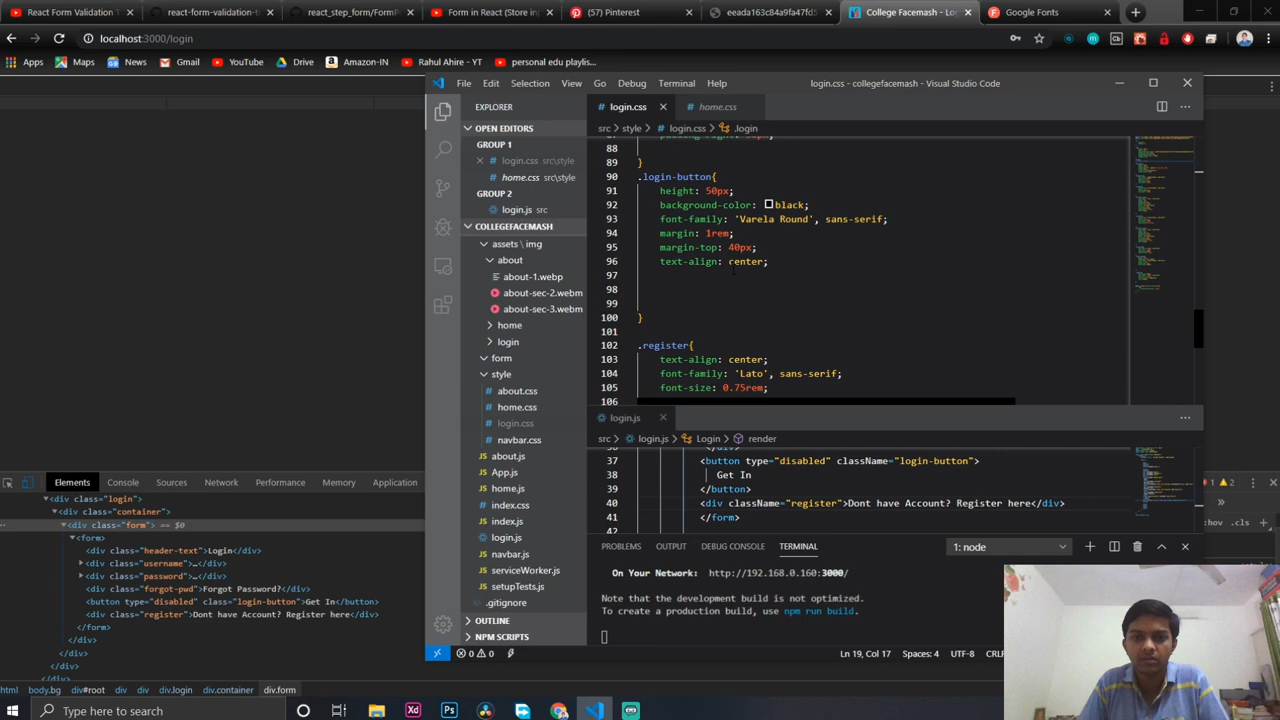 React Form Validation T
react-form-validation-t
react_step_form/FormP
Form in React (Store in
(57) Pinterest
eeada163c84a9fa47fd5
College Facemash - Lo
Google Fonts
localhost:3000/login
Apps
Maps
News
Gmail
YouTube
Drive
Amazon-IN
Rahul Ahire - YT
personal edu playlis
File Edit Selection View Go Debug Terminal Help
login.css - collegefacemash - Visual Studio Code
EXPLORER
OPEN EDITORS
GROUP 1
login.css src\style
home.css src\style
GROUP 2
login.js src
COLLEGEFACEMASH
assets \ img
about
about-1.webp
about-sec-2.webm
about-sec-3.webm
home
login
form
style
about.css
home.css
login.css
navbar.css
about.js
App.js
home.js
index.css
index.js
login.js
navbar.js
serviceWorker.js
setupTests.js
.gitignore
OUTLINE
NPM SCRIPTS
login.css
home.css
src > style > login.css > .login
88
89 }
90 .login-button{
91 height: 50px;
92 background-color: black;
93 font-family: 'Varela Round', sans-serif;
94 margin: 1rem;
95 margin-top: 40px;
96 text-align: center;
97
98
99
100 }
101
102 .register{
103 text-align: center;
104 font-family: 'Lato', sans-serif;
105 font-size: 0.75rem;
106
login.js
src > login.js > Login > render
37 <button type="disabled" className="login-button">
38 Get In
39 </button>
40 <div className="register">Dont have Account? Register here</div>
41 </form>
PROBLEMS OUTPUT DEBUG CONSOLE TERMINAL
1: node
On Your Network: http://192.168.0.160:3000/
Note that the development build is not optimized.
To create a production build, use npm run build.
0 0
Ln 19, Col 17 Spaces: 4 UTF-8 CRL
Elements Console Sources Network Performance Memory Application
1 2
:hov .cls
<div class="login">
<div class="container">
<div class="form"> == $0
<form>
<div class="header-text">Login</div>
<div class="username">…</div>
<div class="password">…</div>
<div class="forgot-pwd">Forgot Password?</div>
<button type="disabled" class="login-button">Get In</button>
<div class="register">Dont have Account? Register here</div>
</form>
</div>
</div>
</div>
html body.bg div#root div div.login div.container div.form
Type here to search
Xd
Ps